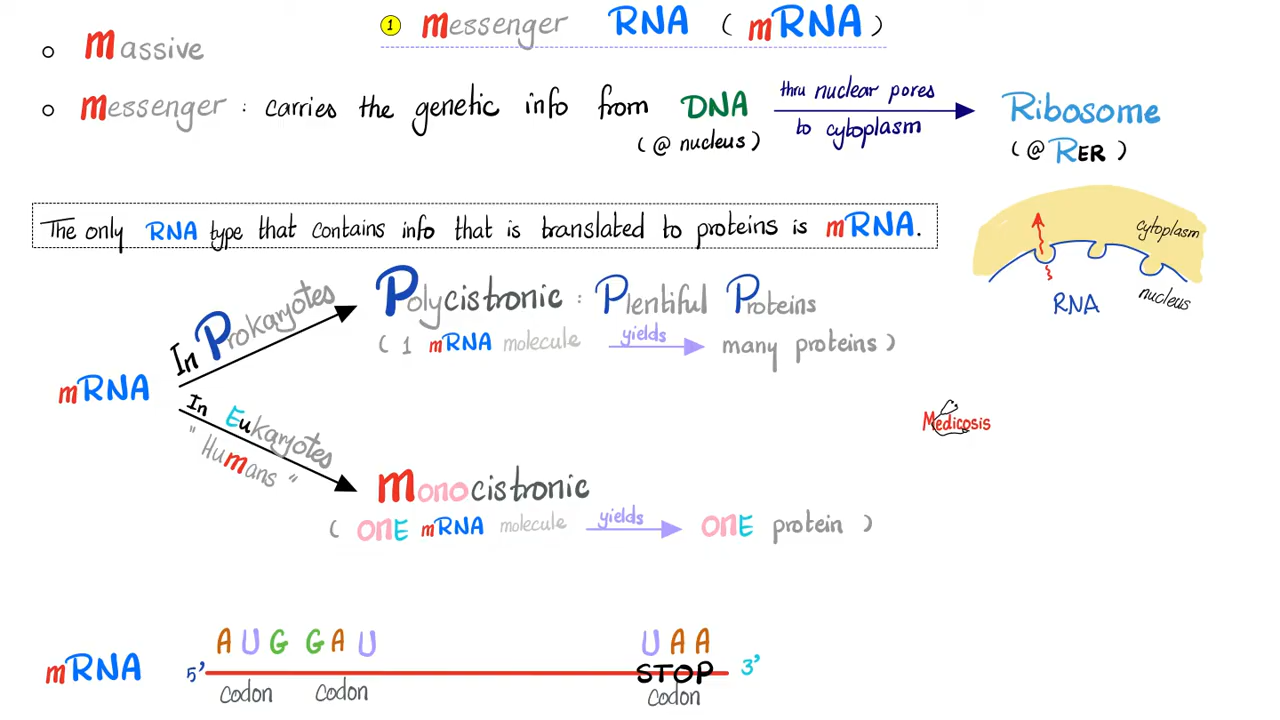 1 messenger RNA (mRNA)
massive
messenger : carries the genetic info from DNA thru nuclear pores Ribosome
(@ nucleus) to cytoplasm (@ RER)
The only RNA type that contains info that is translated to proteins is mRNA.
cytoplasm
nucleus
RNA
In Prokaryotes
Polycistronic : Plentiful Proteins
(1 mRNA molecule yields many proteins)
mRNA
In Eukaryotes
"Humans"
Medicosis
monocistronic
(ONE mRNA molecule yields ONE protein)
A U G G A U U A A
mRNA 5' STOP 3'
codon codon codon